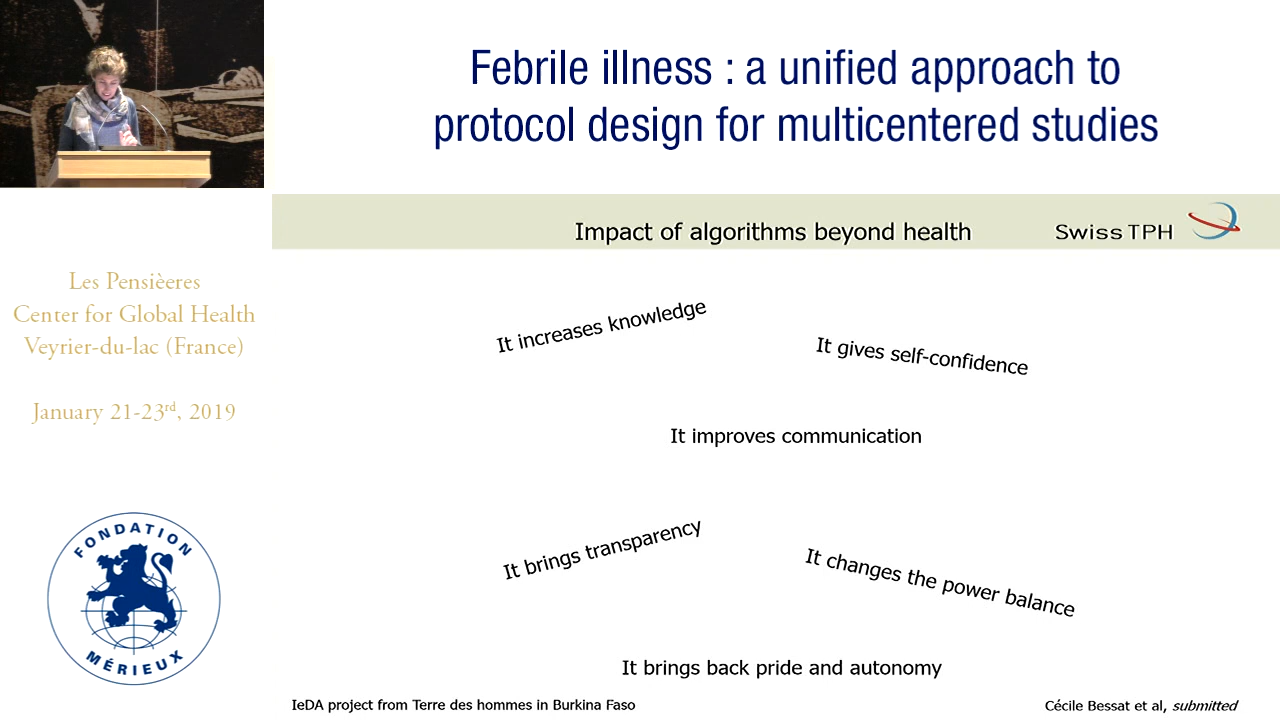 Febrile illness : a unified approach to
protocol design for multicentered studies
Impact of algorithms beyond health
Swiss TPH
Les Pensièeres
Center for Global Health
Veyrier-du-lac (France)
January 21-23rd, 2019
FONDATION
MÉRIEUX
It increases knowledge
It gives self-confidence
It improves communication
It brings transparency
It changes the power balance
It brings back pride and autonomy
IeDA project from Terre des hommes in Burkina Faso
Cécile Bessat et al, submitted